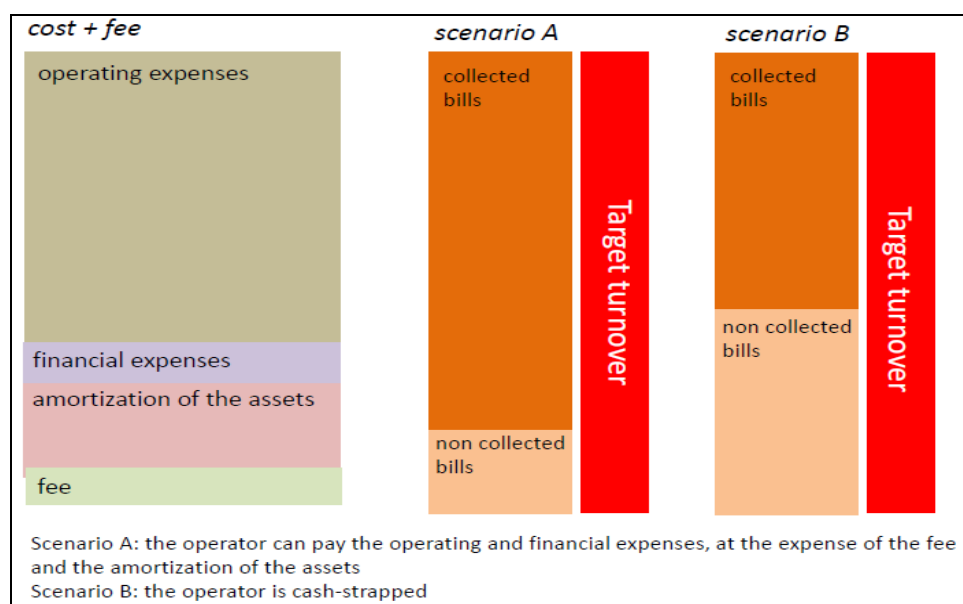 cost + fee
scenario A
scenario B
operating expenses
collected
bills
collected
bills
Target turnover
Target turnover
non collected
bills
financial expenses
amortization of the assets
non collected
bills
fee
Scenario A: the operator can pay the operating and financial expenses, at the expense of the fee
and the amortization of the assets
Scenario B: the operator is cash-strapped